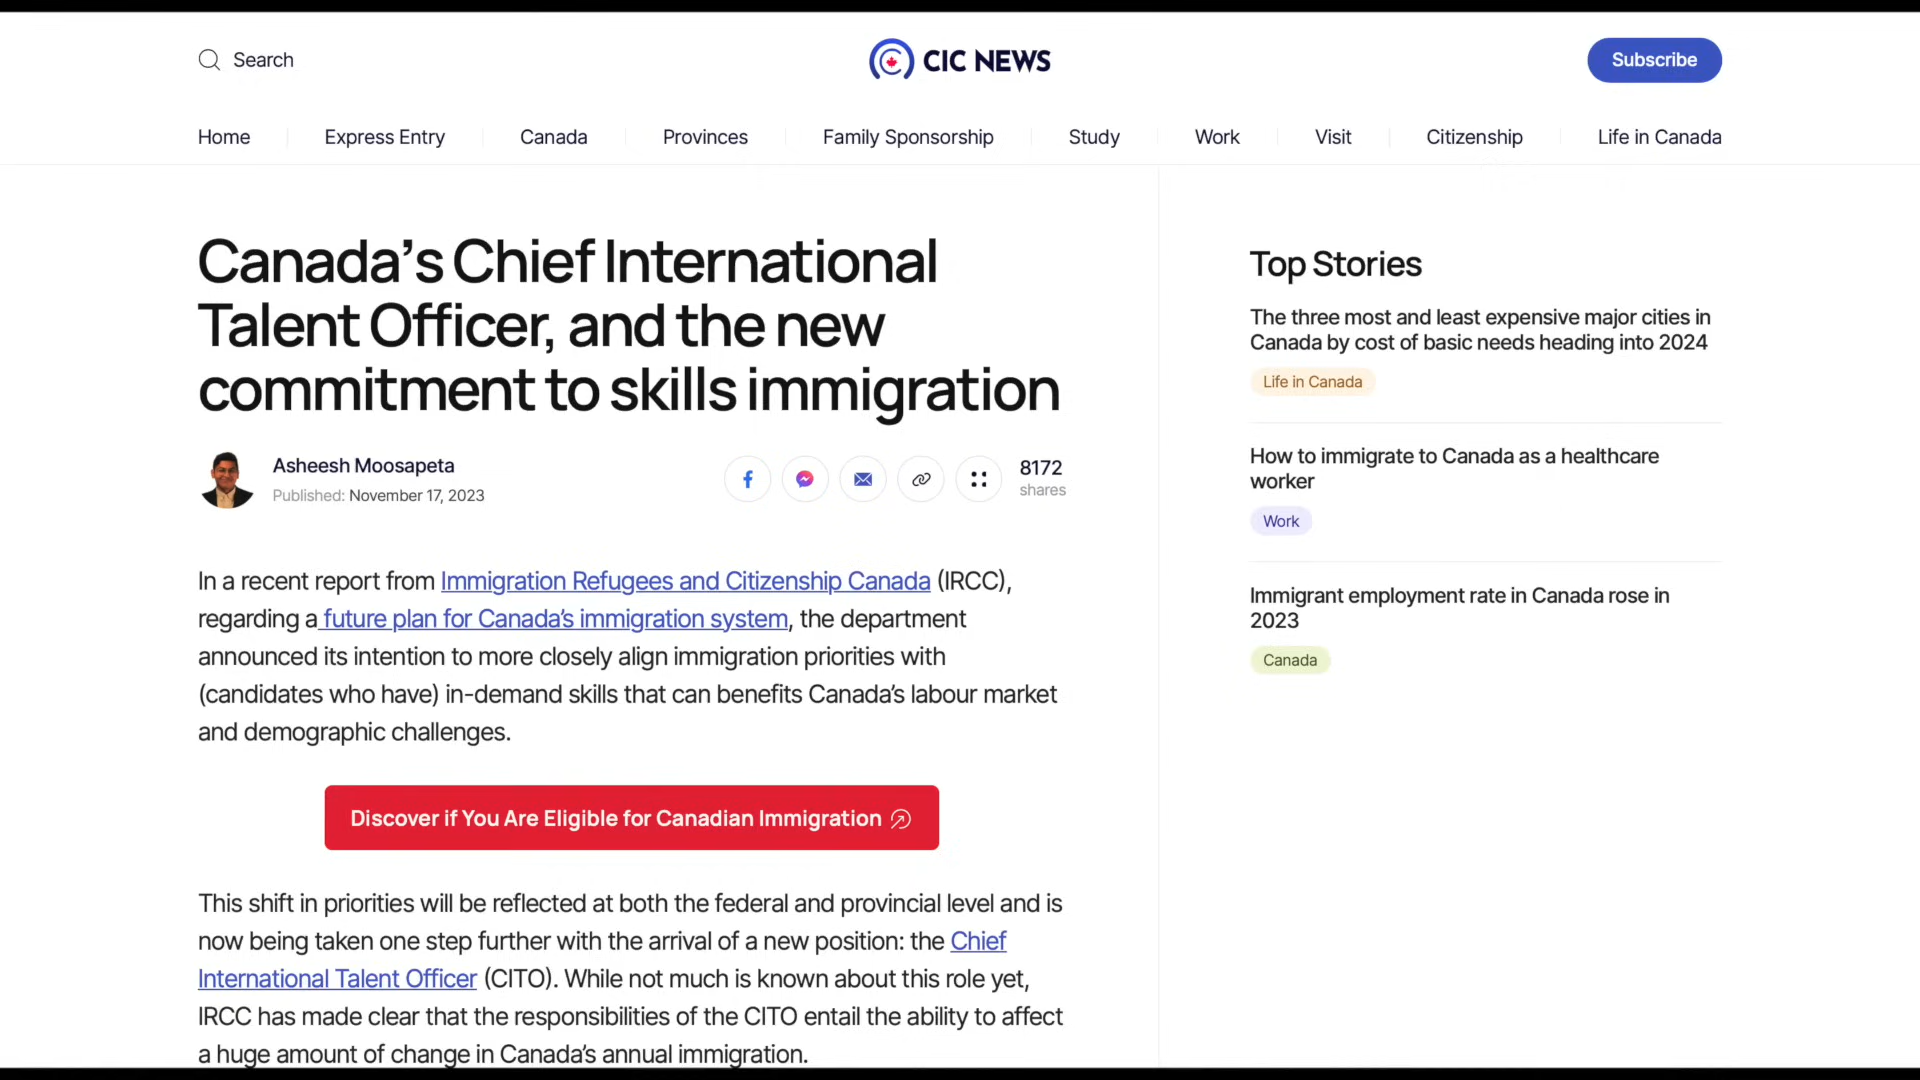 Search
CIC NEWS
Subscribe
Home
Express Entry
Canada
Provinces
Family Sponsorship
Study
Work
Visit
Citizenship
Life in Canada
Canada’s Chief International
Talent Officer, and the new
commitment to skills immigration
Asheesh Moosapeta
Published: November 17, 2023
8172
shares
In a recent report from Immigration Refugees and Citizenship Canada (IRCC),
regarding a future plan for Canada’s immigration system, the department
announced its intention to more closely align immigration priorities with
(candidates who have) in-demand skills that can benefits Canada’s labour market
and demographic challenges.
Discover if You Are Eligible for Canadian Immigration
This shift in priorities will be reflected at both the federal and provincial level and is
now being taken one step further with the arrival of a new position: the Chief
International Talent Officer (CITO). While not much is known about this role yet,
IRCC has made clear that the responsibilities of the CITO entail the ability to affect
a huge amount of change in Canada’s annual immigration.
Top Stories
The three most and least expensive major cities in
Canada by cost of basic needs heading into 2024
Life in Canada
How to immigrate to Canada as a healthcare
worker
Work
Immigrant employment rate in Canada rose in
2023
Canada